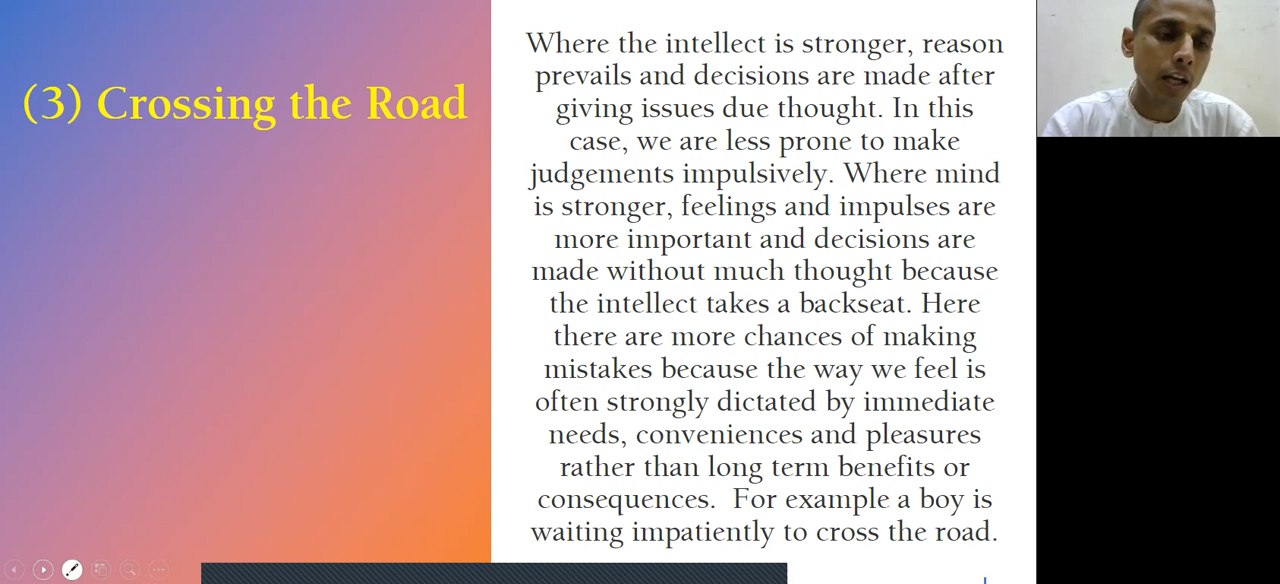 (3) Crossing the Road
Where the intellect is stronger, reason
prevails and decisions are made after
giving issues due thought. In this
case, we are less prone to make
judgements impulsively. Where mind
is stronger, feelings and impulses are
more important and decisions are
made without much thought because
the intellect takes a backseat. Here
there are more chances of making
mistakes because the way we feel is
often strongly dictated by immediate
needs, conveniences and pleasures
rather than long term benefits or
consequences.  For example a boy is
waiting impatiently to cross the road.